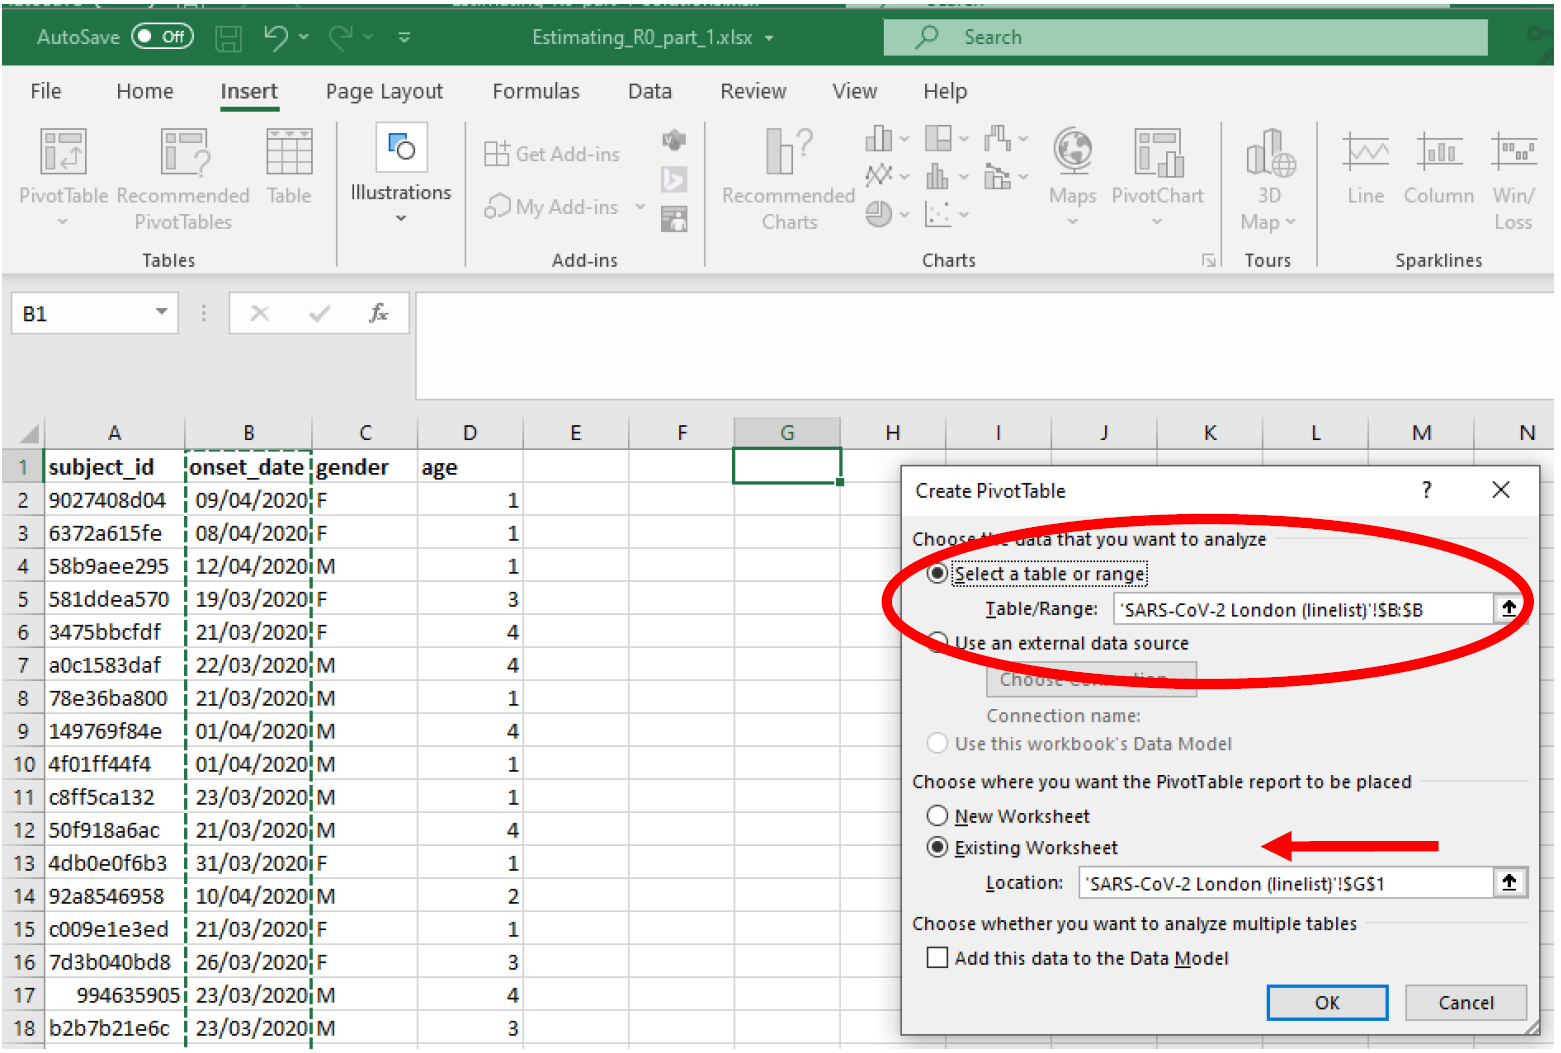 AutoSave Off Estimating_R0_part_1.xlsx Search
File Home Insert Page Layout Formulas Data Review View Help
PivotTable Recommended PivotTables Table Illustrations Get Add-ins My Add-ins Recommended Charts Maps PivotChart 3D Map Line Column Win/Loss
Tables Add-ins Charts Tours Sparklines
B1 fx
A B C D E F G H I J K L M N
1 subject_id onset_date gender age
2 9027408d04 09/04/2020 F 1
3 6372a615fe 08/04/2020 F 1
4 58b9aee295 12/04/2020 M 1
5 581ddea570 19/03/2020 F 3
6 3475bbcfdf 21/03/2020 F 4
7 a0c1583daf 22/03/2020 M 4
8 78e36ba800 21/03/2020 M 1
9 149769f84e 01/04/2020 M 4
10 4f01ff44f4 01/04/2020 M 1
11 c8ff5ca132 23/03/2020 M 1
12 50f918a6ac 21/03/2020 M 4
13 4db0e0f6b3 31/03/2020 F 1
14 92a8546958 10/04/2020 M 2
15 c009e1e3ed 21/03/2020 F 1
16 7d3b040bd8 26/03/2020 F 3
17 994635905 23/03/2020 M 4
18 b2b7b21e6c 23/03/2020 M 3
Create PivotTable ?
Choose the data that you want to analyze
Select a table or range
Table/Range: 'SARS-CoV-2 London (linelist)'!$B:$B
Use an external data source
Choose Connection...
Connection name:
Use this workbook's Data Model
Choose where you want the PivotTable report to be placed
New Worksheet
Existing Worksheet
Location: 'SARS-CoV-2 London (linelist)'!$G$1
Choose whether you want to analyze multiple tables
Add this data to the Data Model
OK Cancel